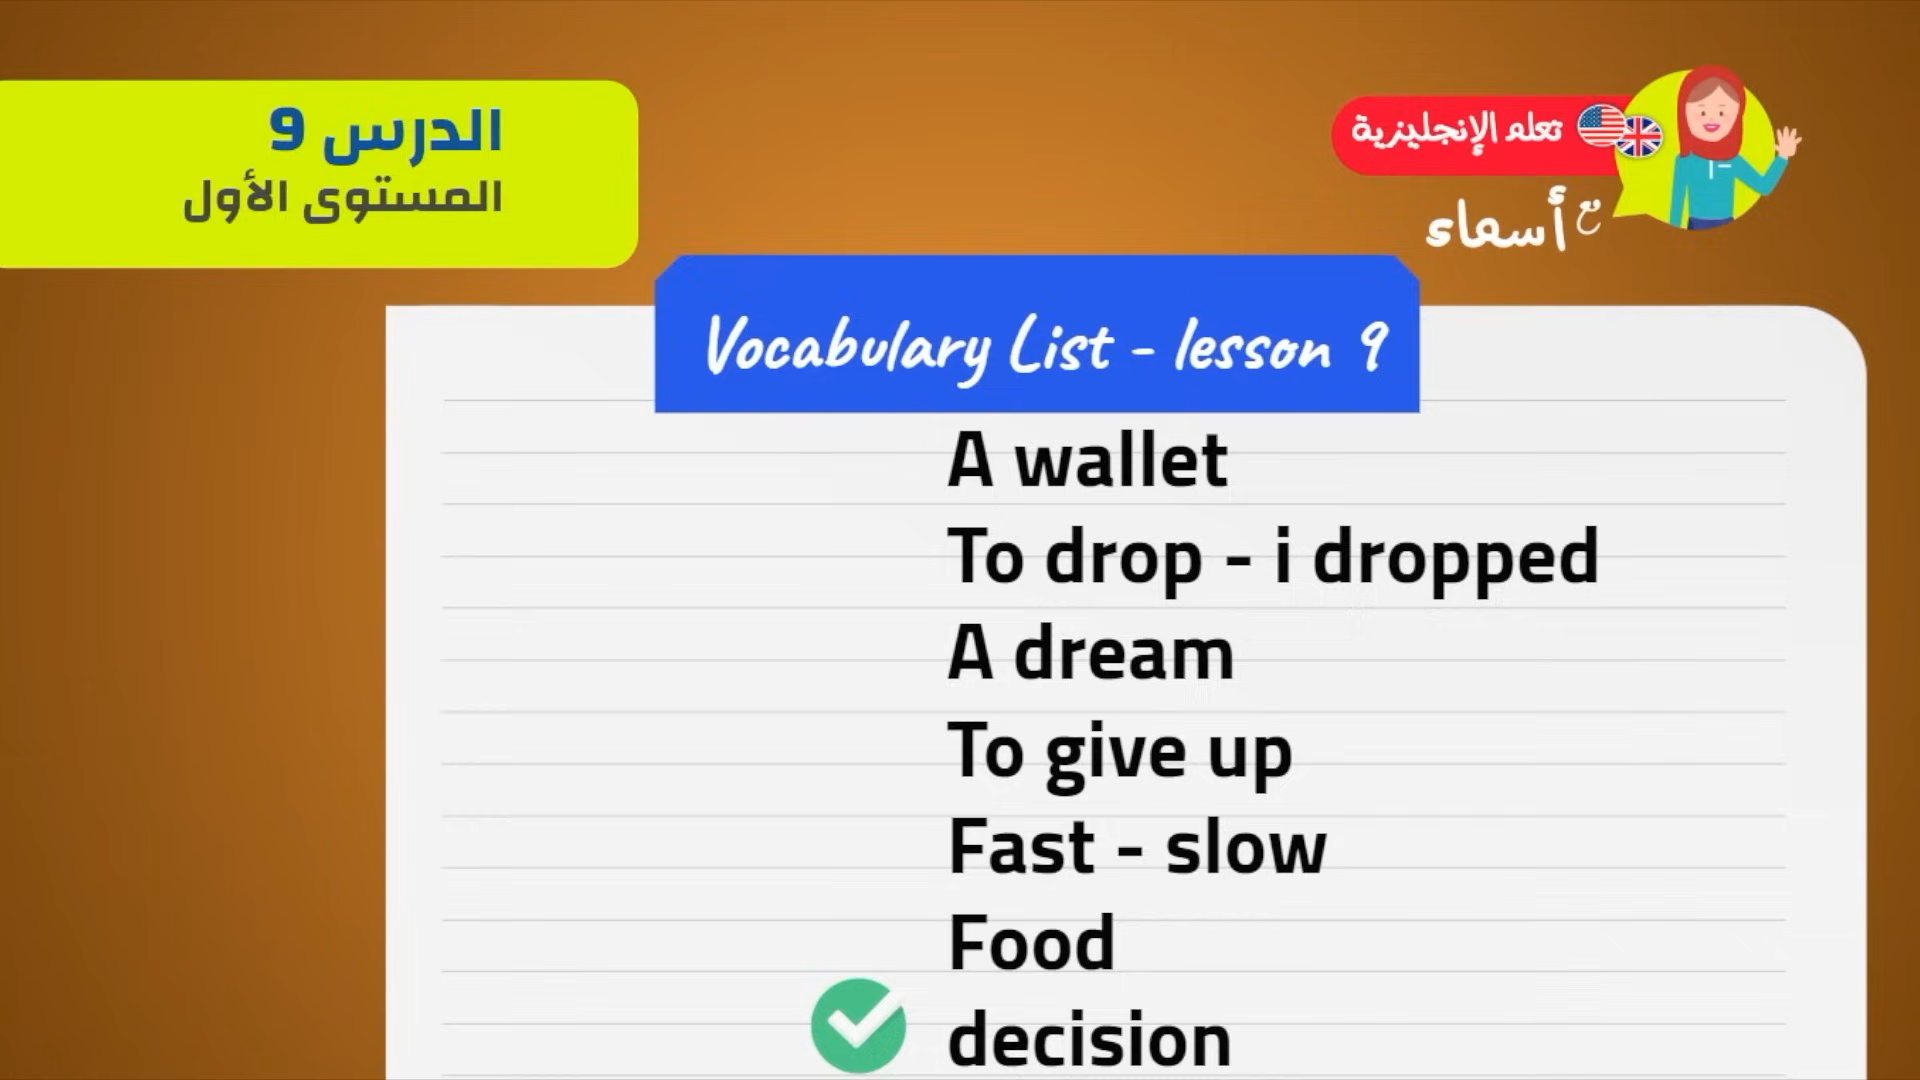 الدرس 9
المستوى الأول
تعلم الإنجليزية
مع أسماء
Vocabulary List - lesson 9
A wallet
To drop - i dropped
A dream
To give up
Fast - slow
Food
decision